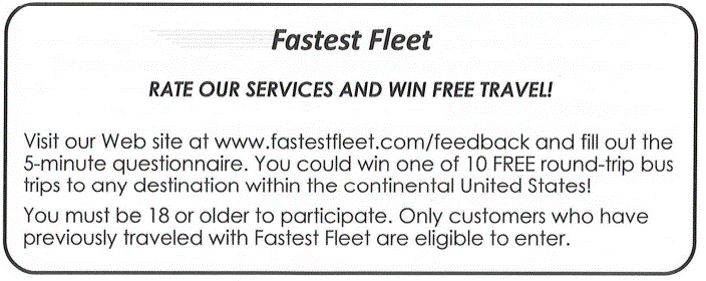 Fastest Fleet
RATE OUR SERVICES AND WIN FREE TRAVEL!
Visit our Web site at www.fastestfleet.com/feedback and fill out the
5-minute questionnaire. You could win one of 10 FREE round-trip bus
trips to any destination within the continental United States!
You must be 18 or older to participate. Only customers who have
previously traveled with Fastest Fleet are eligible to enter.